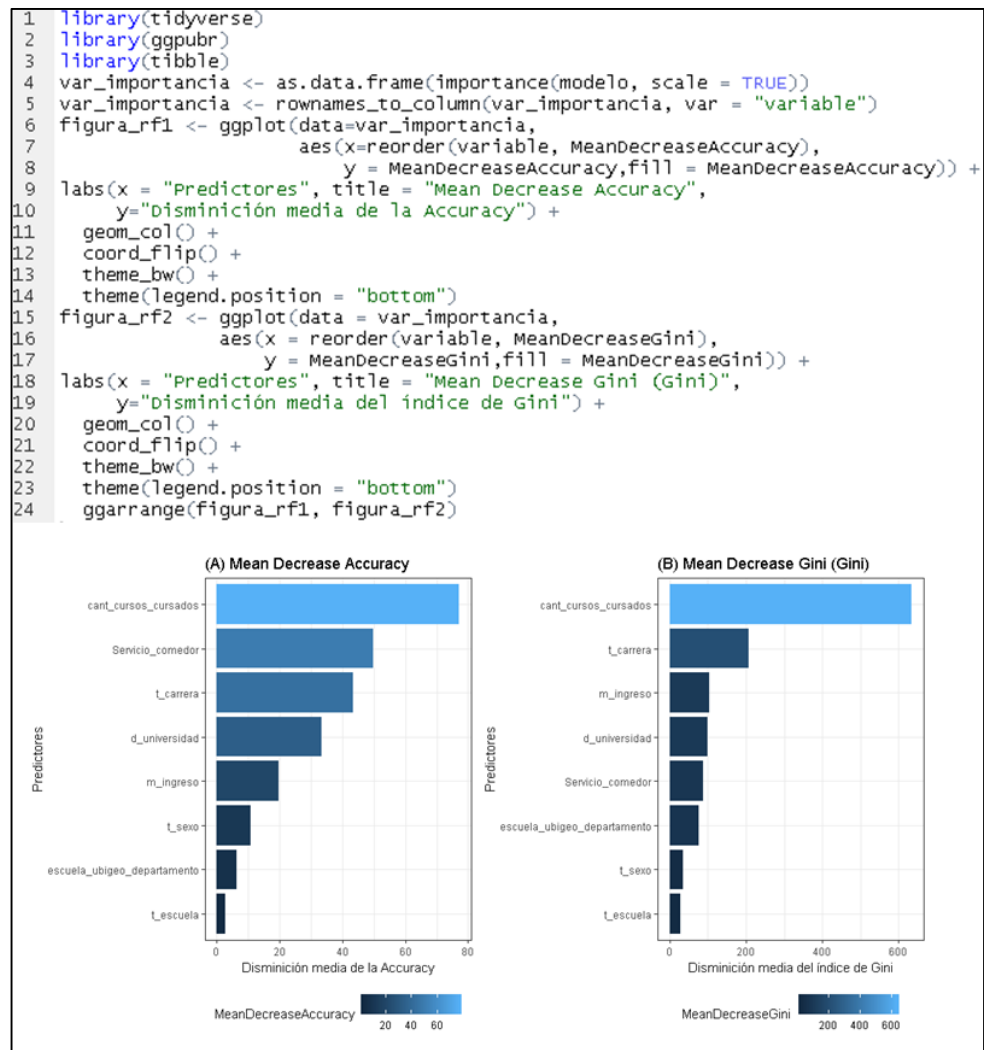 1 library(tidyverse)
2 library(ggpubr)
3 library(tibble)
4 var_importancia <- as.data.frame(importance(modelo, scale = TRUE))
5 var_importancia <- rownames_to_column(var_importancia, var = "variable")
6 figura_rf1 <- ggplot(data=var_importancia,
7 aes(x=reorder(variable, MeanDecreaseAccuracy),
8 y = MeanDecreaseAccuracy,fill = MeanDecreaseAccuracy)) +
9 labs(x = "Predictores", title = "Mean Decrease Accuracy",
10 y="Disminición media de la Accuracy") +
11 geom_col() +
12 coord_flip() +
13 theme_bw() +
14 theme(legend.position = "bottom")
15 figura_rf2 <- ggplot(data = var_importancia,
16 aes(x = reorder(variable, MeanDecreaseGini),
17 y = MeanDecreaseGini,fill = MeanDecreaseGini)) +
18 labs(x = "Predictores", title = "Mean Decrease Gini (Gini)",
19 y="Disminición media del índice de Gini") +
20 geom_col() +
21 coord_flip() +
22 theme_bw() +
23 theme(legend.position = "bottom")
24 ggarrange(figura_rf1, figura_rf2)
(A) Mean Decrease Accuracy
Predictores
cant_cursos_cursados
Servicio_comedor
t_carrera
d_universidad
m_ingreso
t_sexo
escuela_ubigeo_departamento
t_escuela
0 20 40 60 80
Disminición media de la Accuracy
MeanDecreaseAccuracy
20 40 60
(B) Mean Decrease Gini (Gini)
Predictores
cant_cursos_cursados
t_carrera
m_ingreso
d_universidad
Servicio_comedor
escuela_ubigeo_departamento
t_sexo
t_escuela
0 200 400 600
Disminición media del índice de Gini
MeanDecreaseGini
200 400 600